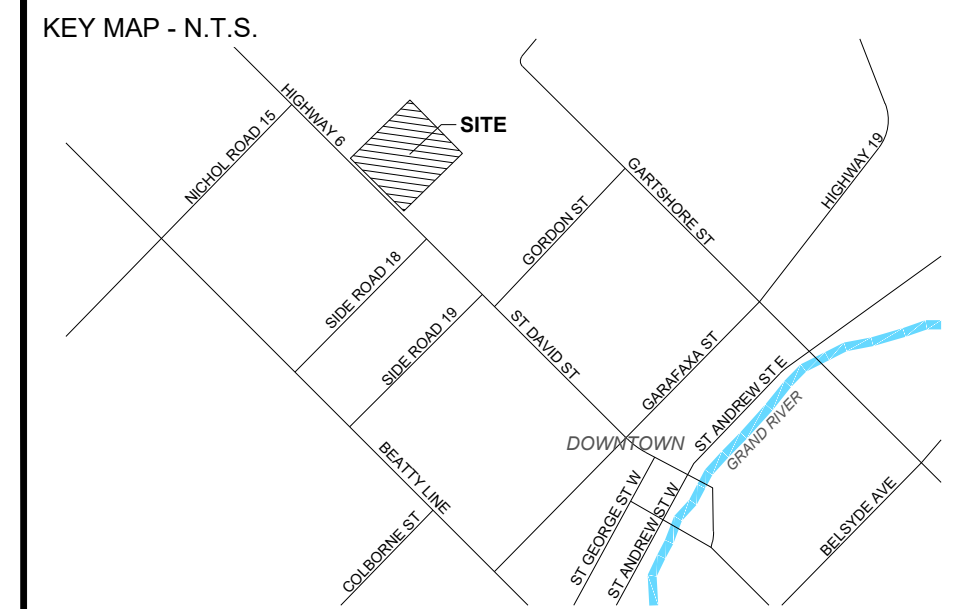 KEY MAP - N.T.S.
HIGHWAY 6
SITE
NICHOL ROAD 15
GARTSHORE ST
HIGHWAY 19
GORDON ST
SIDE ROAD 18
SIDE ROAD 19
ST DAVID ST
GARAFAXA ST
ST ANDREW ST E
GRAND RIVER
DOWNTOWN
BEATTY LINE
COLBORNE ST
ST GEORGE ST W
ST ANDREW ST W
BELSYDE AVE